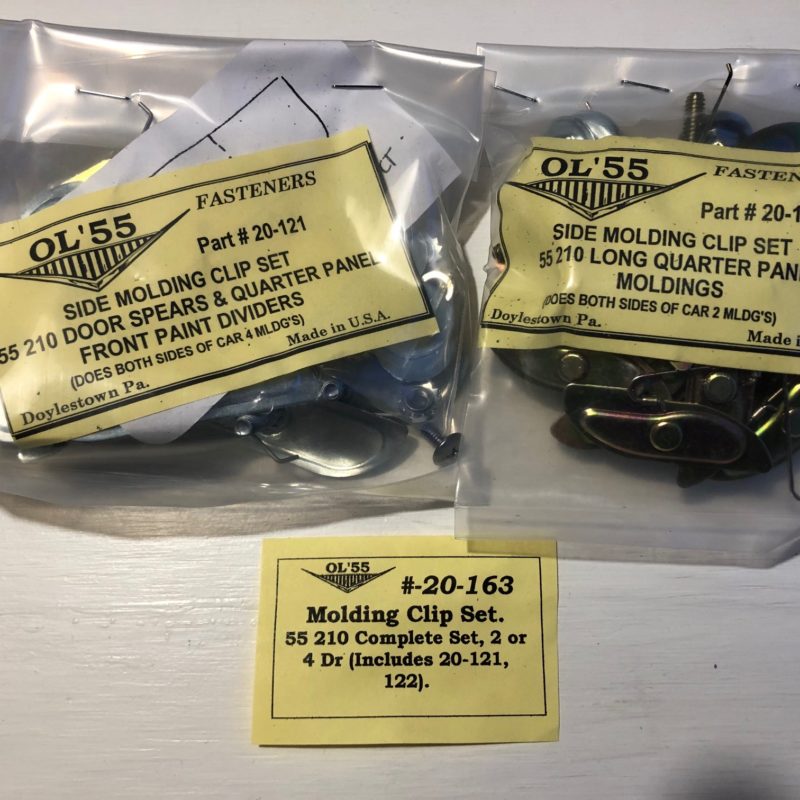 OL'55
FASTENERS
Part # 20-121
SIDE MOLDING CLIP SET
55 210 DOOR SPEARS & QUARTER PANEL
FRONT PAINT DIVIDERS
(DOES BOTH SIDES OF CAR 4 MLDG'S)
Doylestown Pa.
Made in U.S.A.
OL'55
Part # 20-1
SIDE MOLDING CLIP SET
55 210 LONG QUARTER PANE
MOLDINGS
(DOES BOTH SIDES OF CAR 2 MLDG'S)
Doylestown Pa.
Made in
OL'55
#-20-163
Molding Clip Set.
55 210 Complete Set, 2 or
4 Dr (Includes 20-121,
122).